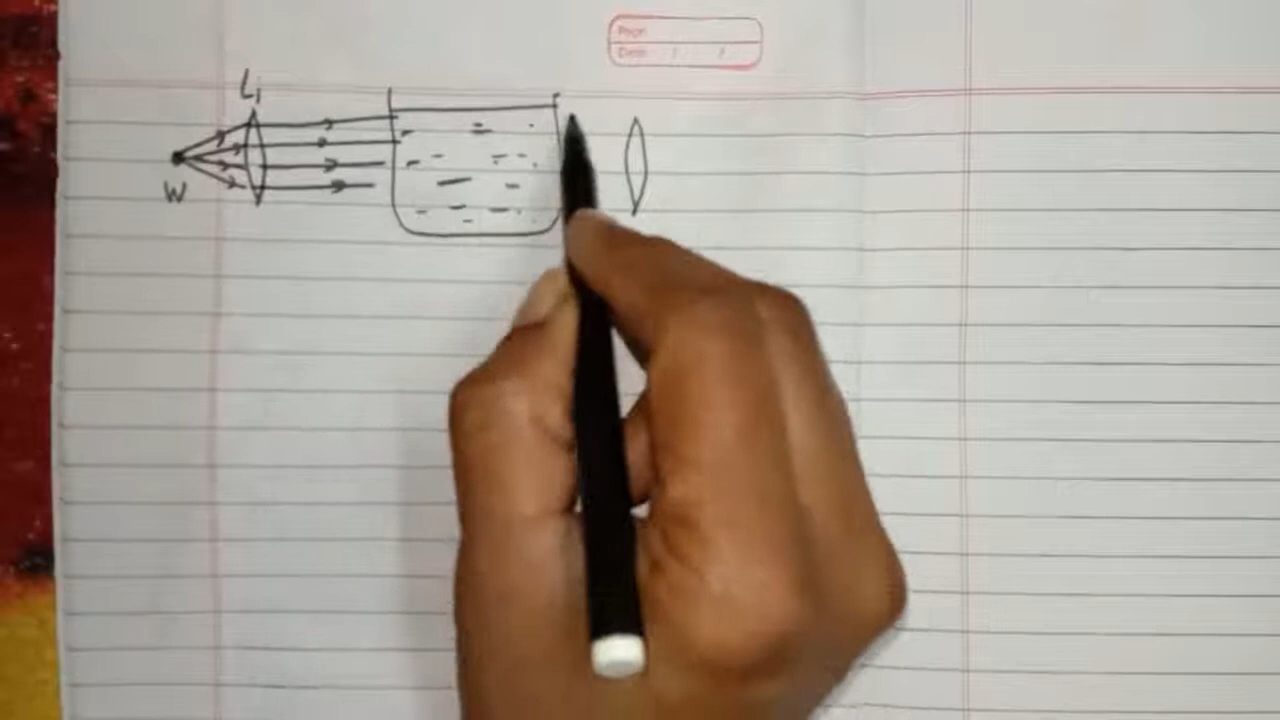 Page
Date / /
L₁
W